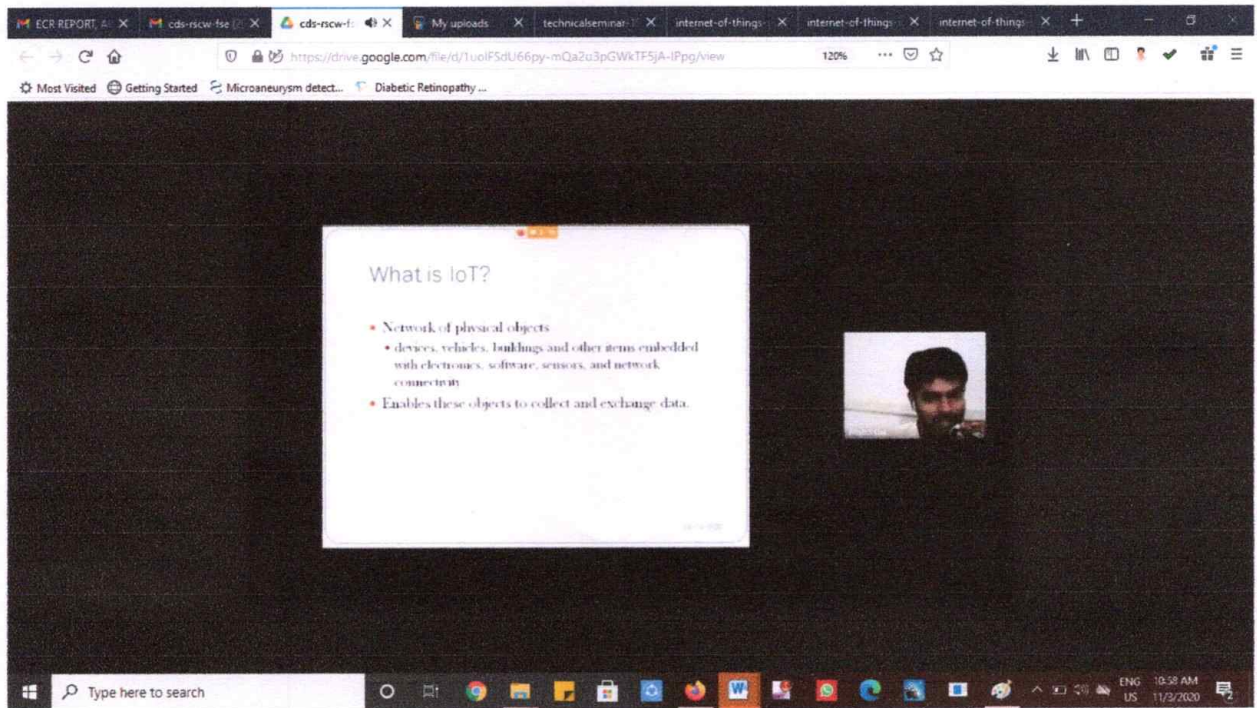 ECR REPORT, A
cds-rscw-fse (2
cds-rscw-f
My uploads
technicalseminar-1
internet-of-things
internet-of-things
internet-of-things
https://drive.google.com/file/d/1uolFSdU66py-mQa2u3pGWkTF5jA-lPpg/view
120%
Most Visited Getting Started Microaneurysm detect... Diabetic Retinopathy ...
What is IoT?
• Network of physical objects
• devices, vehicles, buildings and other items embedded
with electronics, software, sensors, and network
connectivity
• Enables these objects to collect and exchange data.
Type here to search
ENG 10:58 AM
US 11/3/2020